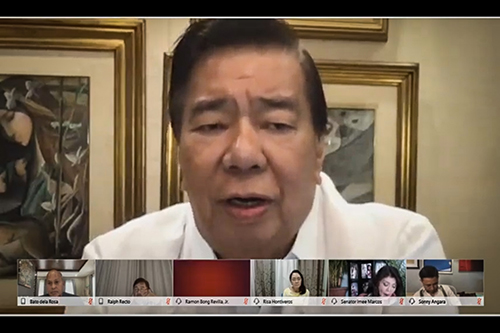 Bato dela Rosa
Ralph Recto
Ramon Bong Revilla, Jr.
Risa Hontiveros
Senator Imee Marcos
Sonny Angara